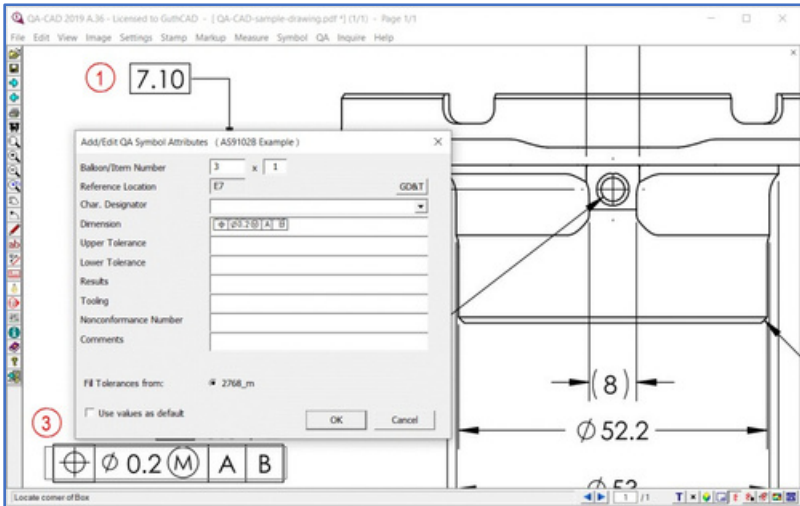 QA-CAD 2019 A.36 - Licensed to GuthCAD - [ QA-CAD-sample-drawing.pdf *] (1/1) - Page 1/1
File Edit View Image Settings Stamp Markup Measure Symbol QA Inquire Help
1 7.10
Add/Edit QA Symbol Attributes ( AS9102B Example )
Balloon/Item Number 3 x 1
Reference Location E7 GD&T
Char. Designator
Dimension ⌖ Ø0.2Ⓜ A B
Upper Tolerance
Lower Tolerance
Results
Tooling
Nonconformance Number
Comments
Fill Tolerances from: 2768_m
Use values as default OK Cancel
(8)
3
Ø 52.2
⌖ Ø 0.2 Ⓜ A B
Ø 53
Locate corner of Box 1 /1